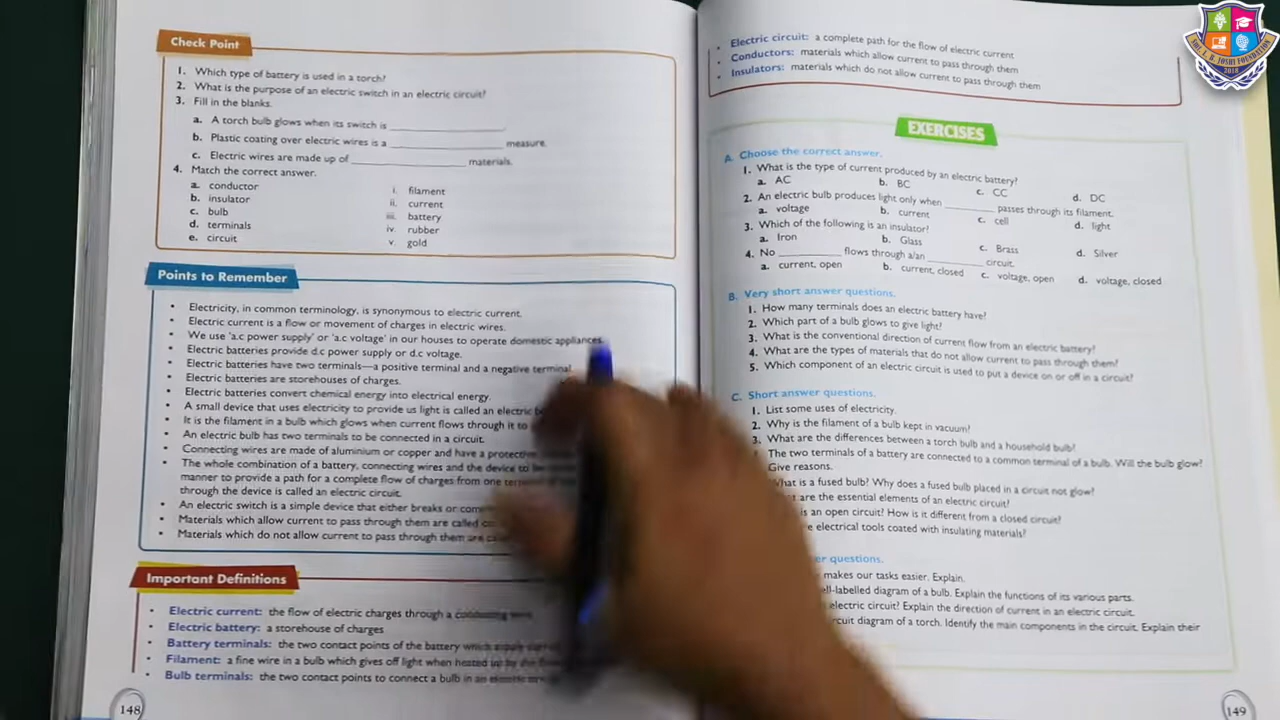 Check Point
1. Which type of battery is used in a torch?
2. What is the purpose of an electric switch in an electric circuit?
3. Fill in the blanks.
a. A torch bulb glows when its switch is ____________
b. Plastic coating over electric wires is a ____________ measure.
c. Electric wires are made up of ____________ materials.
4. Match the correct answer.
a. conductor i. filament
b. insulator ii. current
c. bulb iii. battery
d. terminals iv. rubber
e. circuit v. gold
Points to Remember
• Electricity, in common terminology, is synonymous to electric current.
• Electric current is a flow or movement of charges in electric wires.
• We use 'a.c power supply' or 'a.c voltage' in our houses to operate domestic appliances.
• Electric batteries provide d.c power supply or d.c voltage.
• Electric batteries have two terminals—a positive terminal and a negative terminal.
• Electric batteries are storehouses of charges.
• Electric batteries convert chemical energy into electrical energy.
• A small device that uses electricity to provide us light is called an electric
• It is the filament in a bulb which glows when current flows through it to
• An electric bulb has two terminals to be connected in a circuit.
• Connecting wires are made of aluminium or copper and have a protective
• The whole combination of a battery, connecting wires and the device to be
manner to provide a path for a complete flow of charges from one
through the device is called an electric circuit.
• An electric switch is a simple device that either breaks or
• Materials which allow current to pass through them are called
• Materials which do not allow current to pass through them are
Important Definitions
• Electric current: the flow of electric charges through a conducting wire
• Electric battery: a storehouse of charges
• Battery terminals: the two contact points of the battery which supply
• Filament: a fine wire in a bulb which gives off light when heated up by the
• Bulb terminals: the two contact points to connect a bulb in an electric
148
• Electric circuit: a complete path for the flow of electric current
• Conductors: materials which allow current to pass through them
• Insulators: materials which do not allow current to pass through them
EXERCISES
A. Choose the correct answer.
1. What is the type of current produced by an electric battery?
a. AC b. BC c. CC d. DC
2. An electric bulb produces light only when ________ passes through its filament.
a. voltage b. current c. cell d. light
3. Which of the following is an insulator?
a. Iron b. Glass c. Brass d. Silver
4. No ________ flows through a/an ________ circuit.
a. current, open b. current, closed c. voltage, open d. voltage, closed
B. Very short answer questions.
1. How many terminals does an electric battery have?
2. Which part of a bulb glows to give light?
3. What is the conventional direction of current flow from an electric battery?
4. What are the types of materials that do not allow current to pass through them?
5. Which component of an electric circuit is used to put a device on or off in a circuit?
C. Short answer questions.
1. List some uses of electricity.
2. Why is the filament of a bulb kept in vacuum?
3. What are the differences between a torch bulb and a household bulb?
The two terminals of a battery are connected to a common terminal of a bulb. Will the bulb glow?
Give reasons.
What is a fused bulb? Why does a fused bulb placed in a circuit not glow?
are the essential elements of an electric circuit?
is an open circuit? How is it different from a closed circuit?
electrical tools coated with insulating materials?
questions.
makes our tasks easier. Explain.
diagram of a bulb. Explain the functions of its various parts.
electric circuit? Explain the direction of current in an electric circuit.
diagram of a torch. Identify the main components in the circuit. Explain their
149
2018